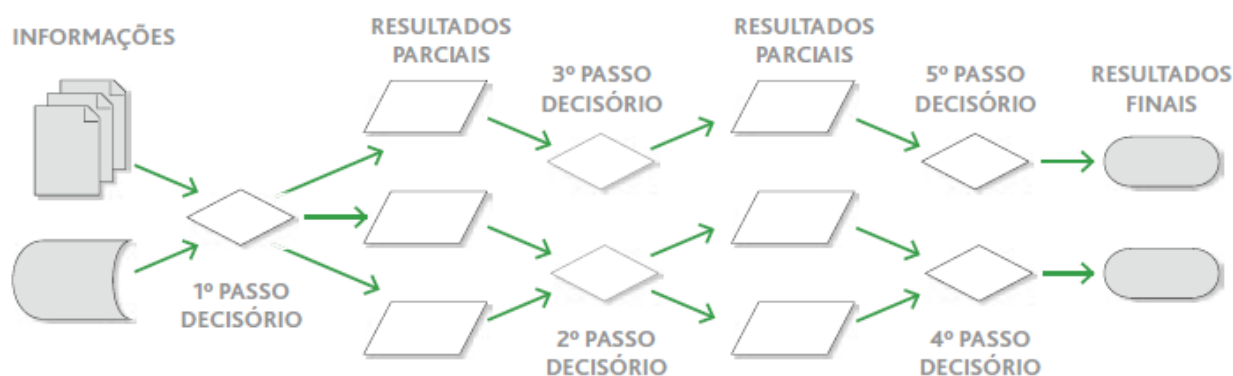 INFORMAÇÕES
RESULTADOS
PARCIAIS
3º PASSO
DECISÓRIO
RESULTADOS
PARCIAIS
5º PASSO
DECISÓRIO
RESULTADOS
FINAIS
1º PASSO
DECISÓRIO
2º PASSO
DECISÓRIO
4º PASSO
DECISÓRIO